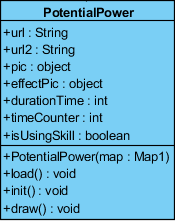 PotentialPower
+url : String
+url2 : String
+pic : object
+effectPic : object
+durationTime : int
+timeCounter : int
+isUsingSkill : boolean
+PotentialPower(map : Map1)
+load() : void
+init() : void
+draw() : void